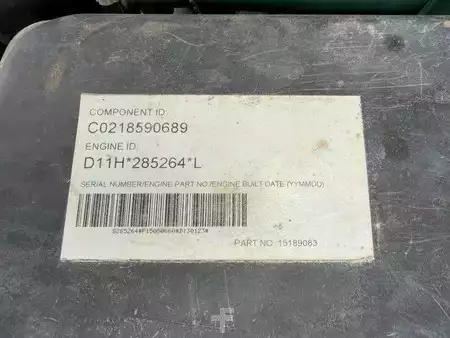 COMPONENT ID:
C0218590689
ENGINE ID:
D11H*285264*L
SERIAL NUMBER/ENGINE PART NO./ENGINE BUILT DATE (YYMMDD)
PART NO: 15189083